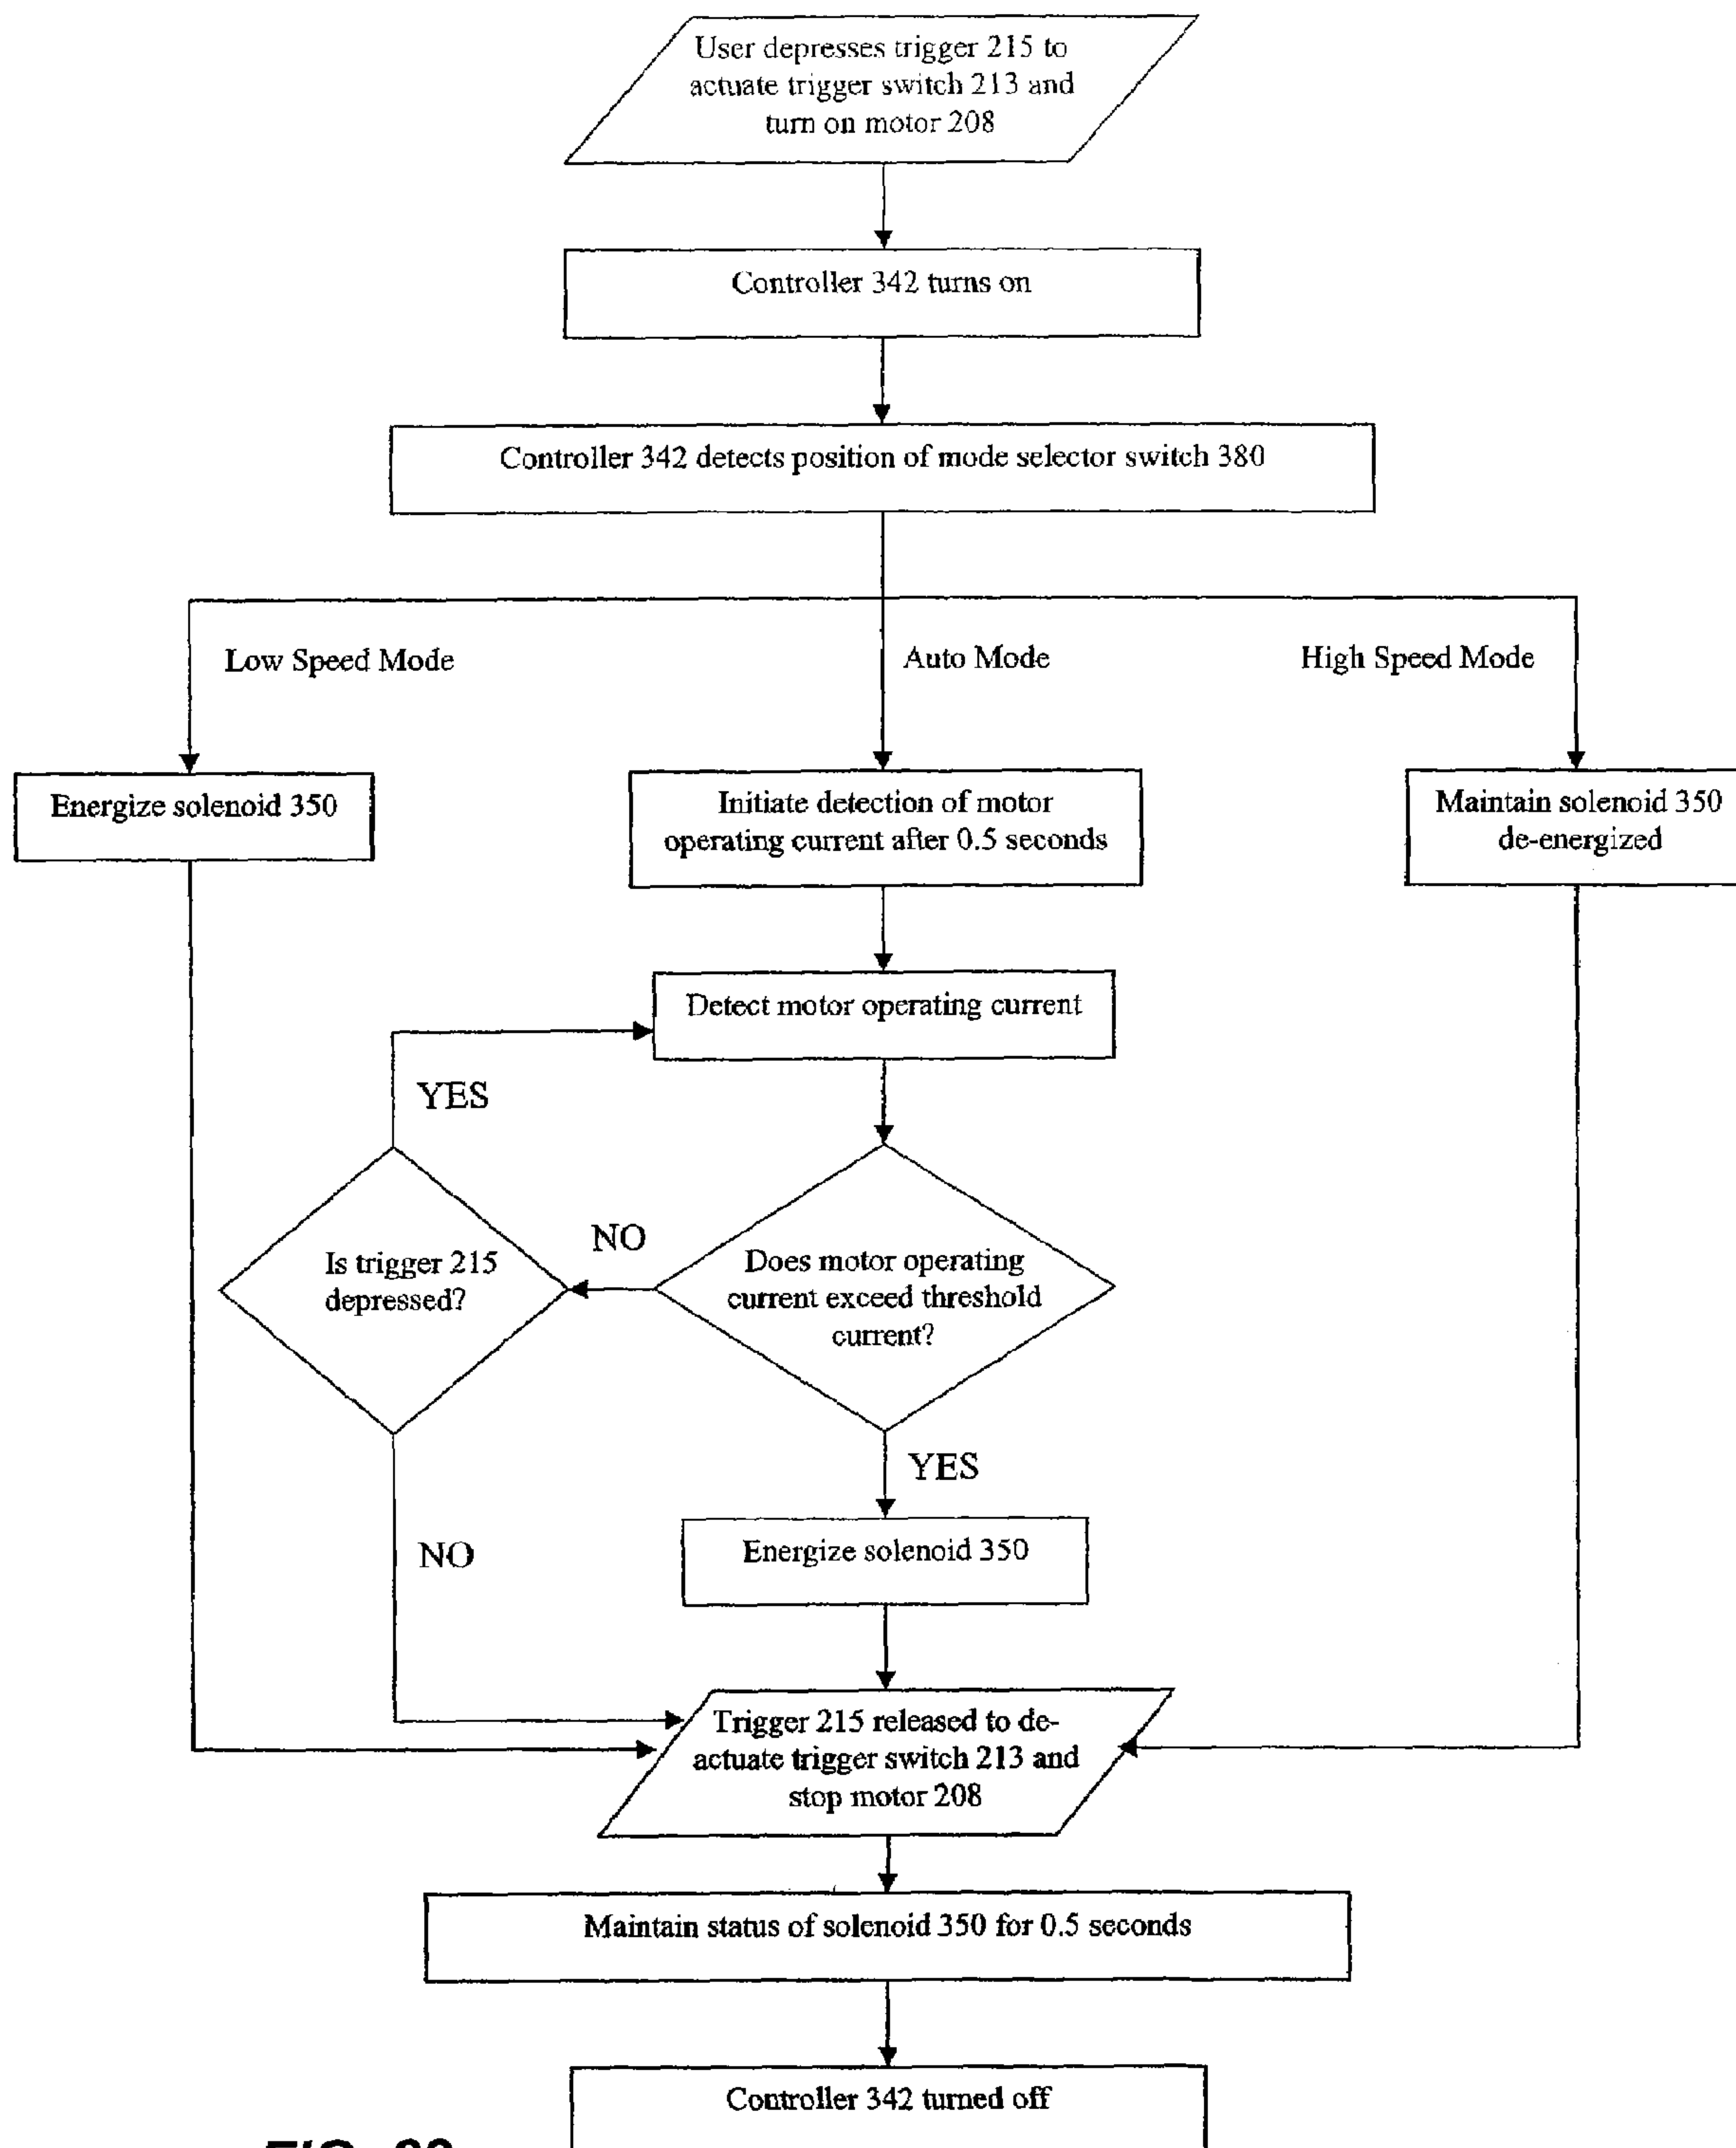 User depresses trigger 215 to
actuate trigger switch 213 and
turn on motor 208
Controller 342 turns on
Controller 342 detects position of mode selector switch 380
Low Speed Mode
Auto Mode
High Speed Mode
Energize solenoid 350
Initiate detection of motor
operating current after 0.5 seconds
Maintain solenoid 350
de-energized
Detect motor operating current
YES
Is trigger 215
depressed?
NO
Does motor operating
current exceed threshold
current?
YES
NO
Energize solenoid 350
Trigger 215 released to de-
actuate trigger switch 213 and
stop motor 208
Maintain status of solenoid 350 for 0.5 seconds
Controller 342 turned off